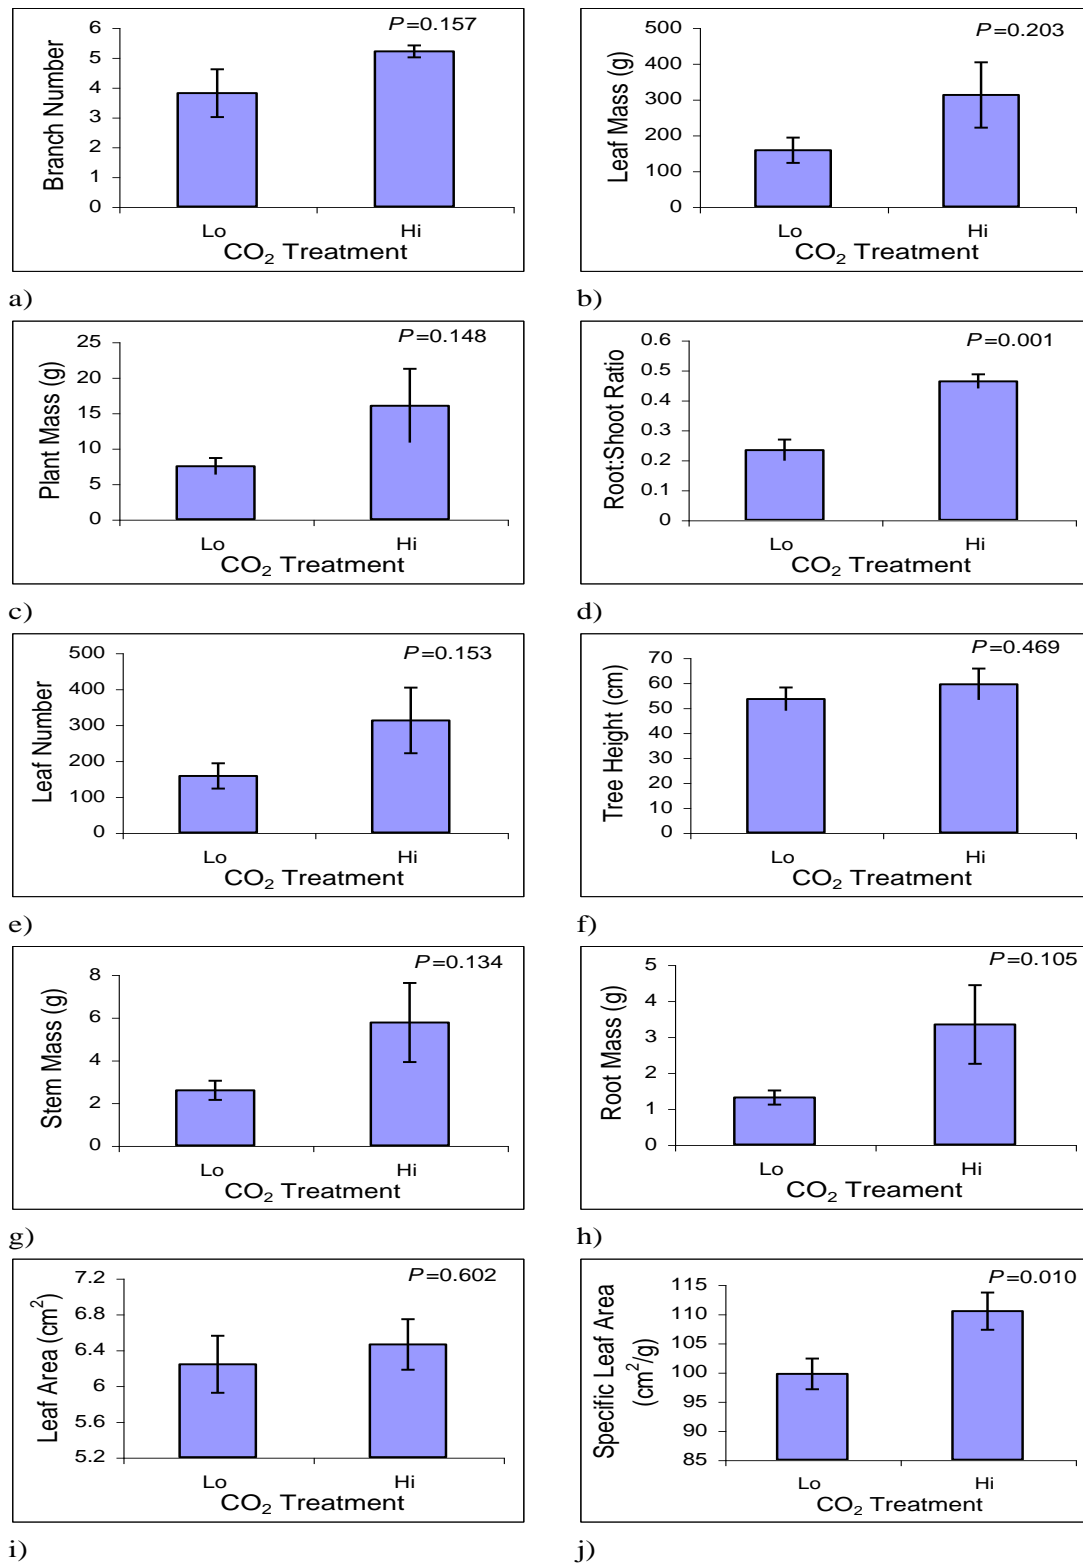 P=0.157
Branch Number
6
5
4
3
2
1
0
Lo
Hi
CO₂ Treatment
a)
P=0.203
Leaf Mass (g)
500
400
300
200
100
0
Lo
Hi
CO₂ Treatment
b)
P=0.148
Plant Mass (g)
25
20
15
10
5
0
Lo
Hi
CO₂ Treatment
c)
P=0.001
Root:Shoot Ratio
0.6
0.5
0.4
0.3
0.2
0.1
0
Lo
Hi
CO₂ Treatment
d)
P=0.153
Leaf Number
500
400
300
200
100
0
Lo
Hi
CO₂ Treatment
e)
P=0.469
Tree Height (cm)
70
60
50
40
30
20
10
0
Lo
Hi
CO₂ Treatment
f)
P=0.134
Stem Mass (g)
8
6
4
2
0
Lo
Hi
CO₂ Treatment
g)
P=0.105
Root Mass (g)
5
4
3
2
1
0
Lo
Hi
CO₂ Treament
h)
P=0.602
Leaf Area (cm²)
7.2
6.8
6.4
6
5.6
5.2
Lo
Hi
CO₂ Treatment
i)
P=0.010
Specific Leaf Area
(cm²/g)
115
110
105
100
95
90
85
Lo
Hi
CO₂ Treatment
j)